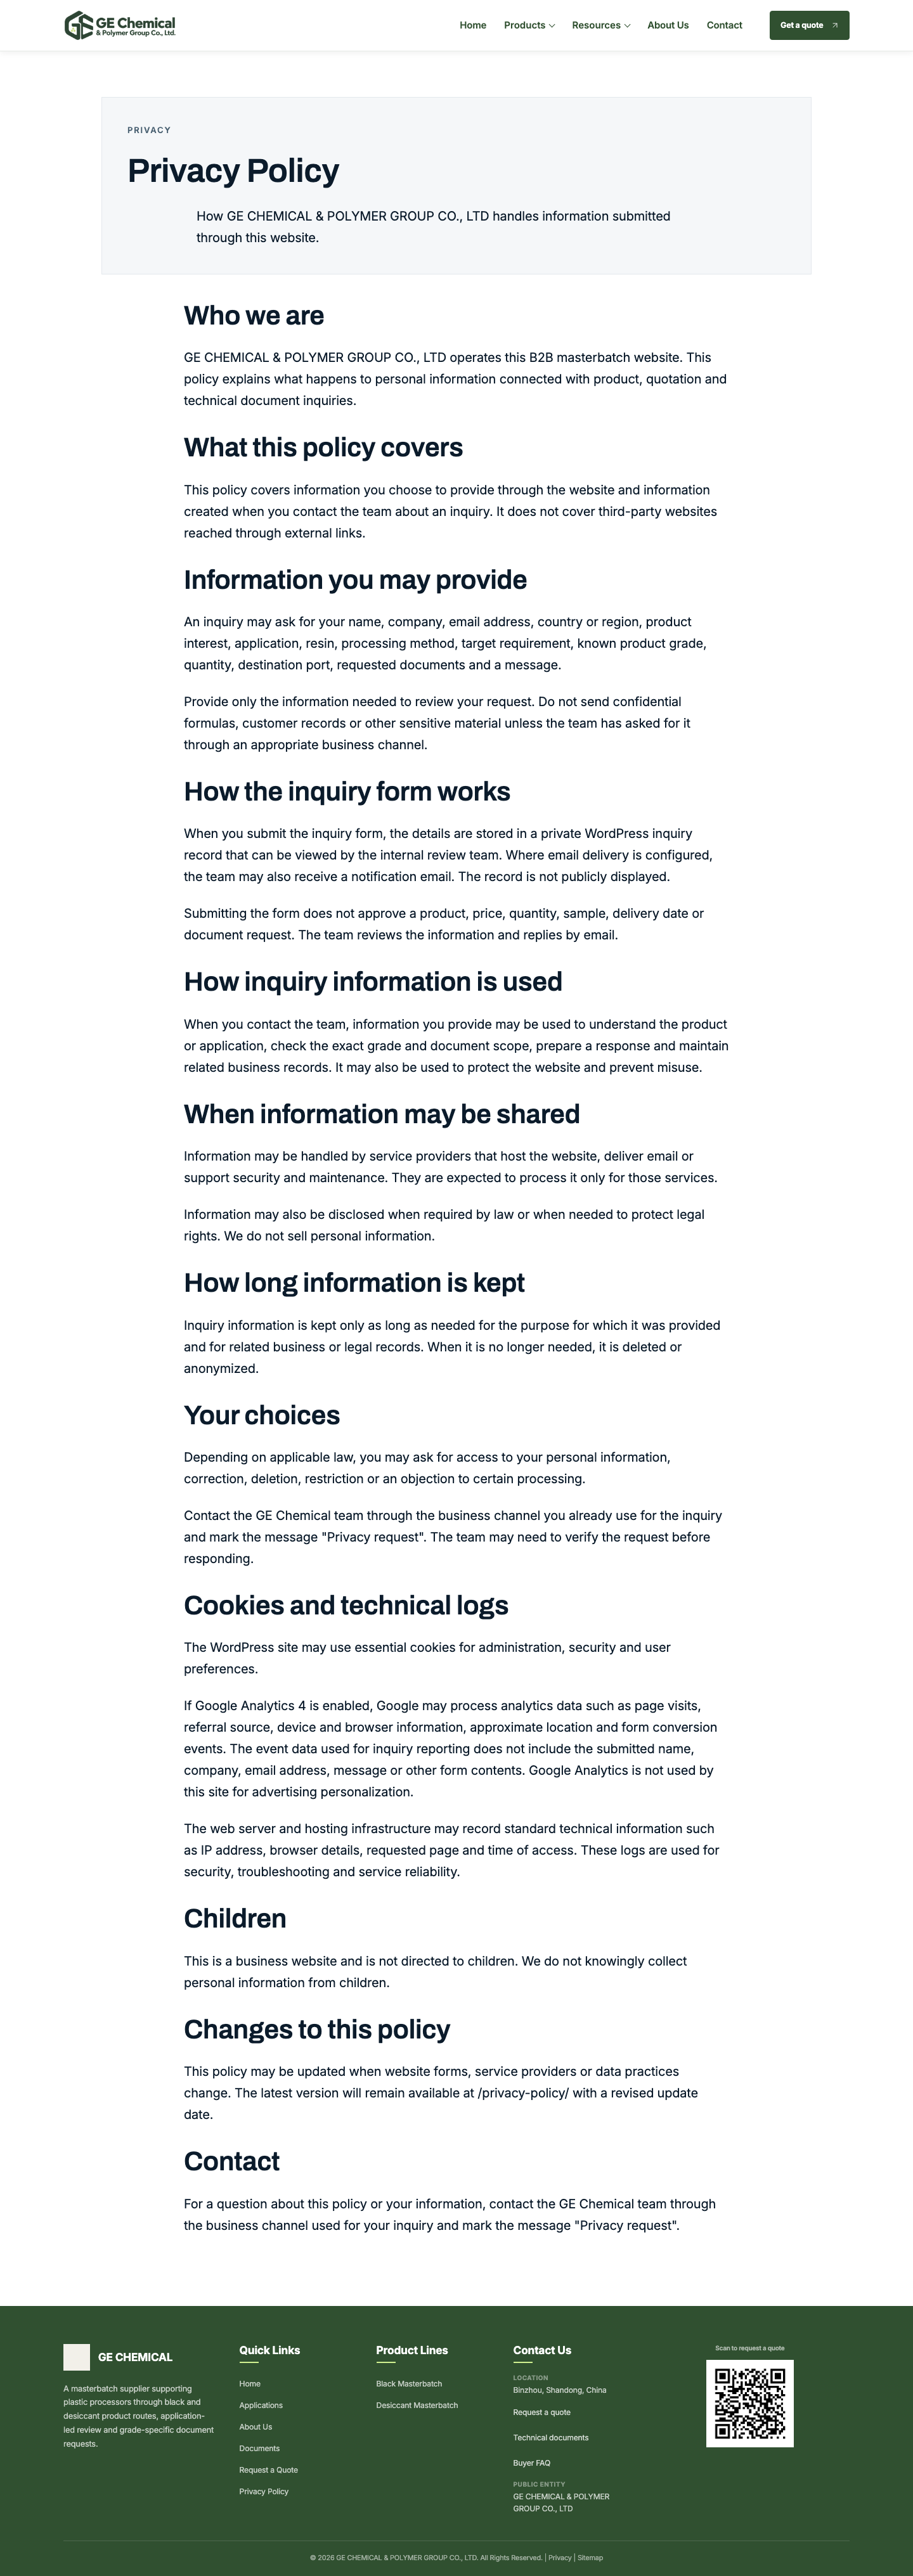 GE Chemical
& Polymer Group Co., Ltd.
Home Products Resources About Us Contact Get a quote
PRIVACY
Privacy Policy
How GE CHEMICAL & POLYMER GROUP CO., LTD handles information submitted
through this website.
Who we are
GE CHEMICAL & POLYMER GROUP CO., LTD operates this B2B masterbatch website. This
policy explains what happens to personal information connected with product, quotation and
technical document inquiries.
What this policy covers
This policy covers information you choose to provide through the website and information
created when you contact the team about an inquiry. It does not cover third-party websites
reached through external links.
Information you may provide
An inquiry may ask for your name, company, email address, country or region, product
interest, application, resin, processing method, target requirement, known product grade,
quantity, destination port, requested documents and a message.
Provide only the information needed to review your request. Do not send confidential
formulas, customer records or other sensitive material unless the team has asked for it
through an appropriate business channel.
How the inquiry form works
When you submit the inquiry form, the details are stored in a private WordPress inquiry
record that can be viewed by the internal review team. Where email delivery is configured,
the team may also receive a notification email. The record is not publicly displayed.
Submitting the form does not approve a product, price, quantity, sample, delivery date or
document request. The team reviews the information and replies by email.
How inquiry information is used
When you contact the team, information you provide may be used to understand the product
or application, check the exact grade and document scope, prepare a response and maintain
related business records. It may also be used to protect the website and prevent misuse.
When information may be shared
Information may be handled by service providers that host the website, deliver email or
support security and maintenance. They are expected to process it only for those services.
Information may also be disclosed when required by law or when needed to protect legal
rights. We do not sell personal information.
How long information is kept
Inquiry information is kept only as long as needed for the purpose for which it was provided
and for related business or legal records. When it is no longer needed, it is deleted or
anonymized.
Your choices
Depending on applicable law, you may ask for access to your personal information,
correction, deletion, restriction or an objection to certain processing.
Contact the GE Chemical team through the business channel you already use for the inquiry
and mark the message "Privacy request". The team may need to verify the request before
responding.
Cookies and technical logs
The WordPress site may use essential cookies for administration, security and user
preferences.
If Google Analytics 4 is enabled, Google may process analytics data such as page visits,
referral source, device and browser information, approximate location and form conversion
events. The event data used for inquiry reporting does not include the submitted name,
company, email address, message or other form contents. Google Analytics is not used by
this site for advertising personalization.
The web server and hosting infrastructure may record standard technical information such
as IP address, browser details, requested page and time of access. These logs are used for
security, troubleshooting and service reliability.
Children
This is a business website and is not directed to children. We do not knowingly collect
personal information from children.
Changes to this policy
This policy may be updated when website forms, service providers or data practices
change. The latest version will remain available at /privacy-policy/ with a revised update
date.
Contact
For a question about this policy or your information, contact the GE Chemical team through
the business channel used for your inquiry and mark the message "Privacy request".
GE CHEMICAL
A masterbatch supplier supporting
plastic processors through black and
desiccant product routes, application-
led review and grade-specific document
requests.
Quick Links
Home
Applications
About Us
Documents
Request a Quote
Privacy Policy
Product Lines
Black Masterbatch
Desiccant Masterbatch
Contact Us
LOCATION
Binzhou, Shandong, China
Request a quote
Technical documents
Buyer FAQ
PUBLIC ENTITY
GE CHEMICAL & POLYMER
GROUP CO., LTD
Scan to request a quote
© 2026 GE CHEMICAL & POLYMER GROUP CO., LTD. All Rights Reserved. | Privacy | Sitemap